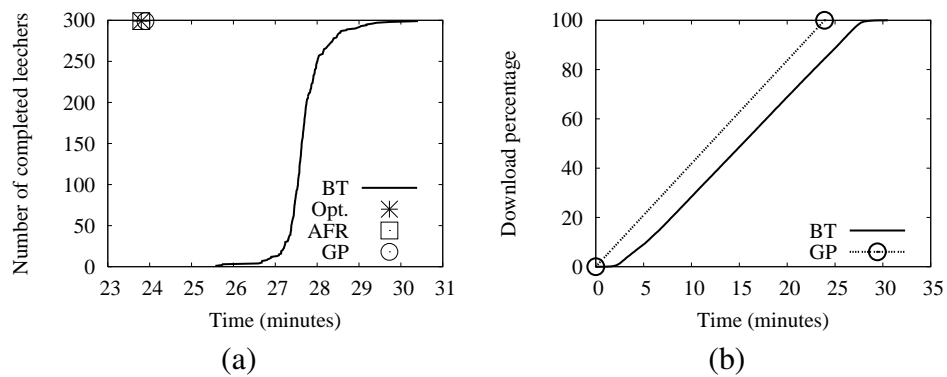 Number of completed leechers
300
250
200
150
100
50
0
BT
Opt.
AFR
GP
23 24 25 26 27 28 29 30 31
Time (minutes)
(a)
Download percentage
100
80
60
40
20
0
BT
GP
0 5 10 15 20 25 30 35
Time (minutes)
(b)